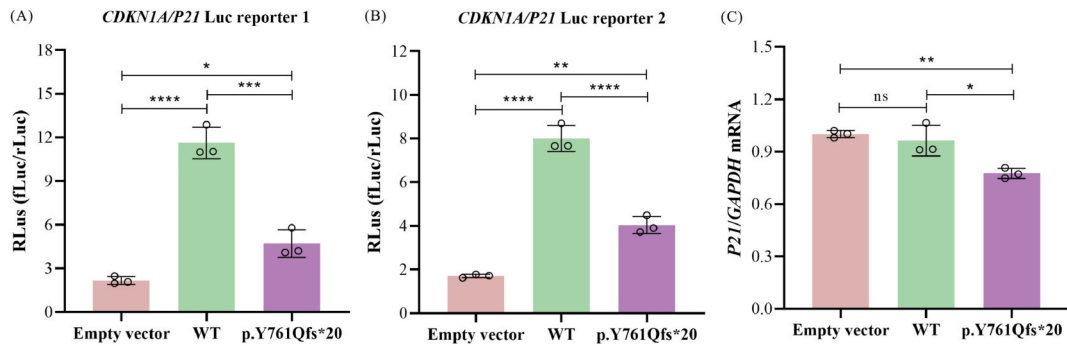 (A)
CDKN1A/P21 Luc reporter 1
RLus (fLuc/rLuc)
18
15
12
9
6
3
0
*
****
***
Empty vector
WT
p.Y761Qfs*20
(B)
CDKN1A/P21 Luc reporter 2
RLus (fLuc/rLuc)
10
8
6
4
2
0
**
****
****
Empty vector
WT
p.Y761Qfs*20
(C)
P21/GAPDH mRNA
1.5
1.2
0.9
0.6
0.3
0.0
**
ns
*
Empty vector
WT
p.Y761Qfs*20